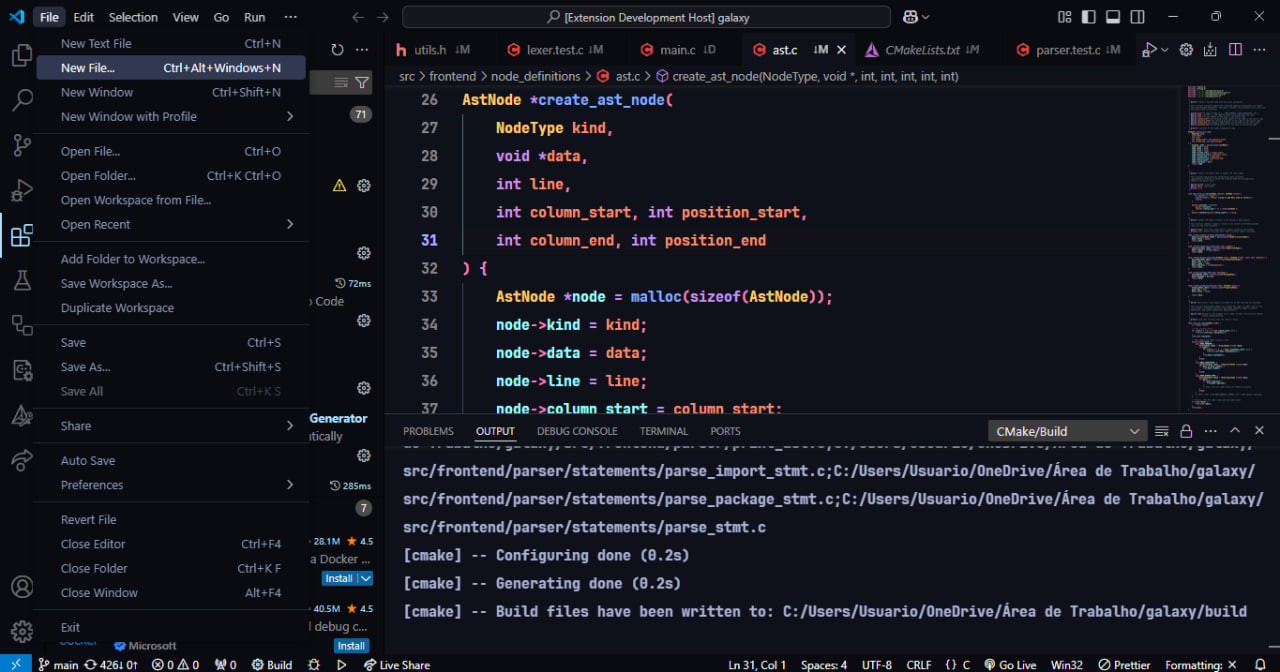 File Edit Selection View Go Run ··· [Extension Development Host] galaxy
New Text File Ctrl+N
New File... Ctrl+Alt+Windows+N
New Window Ctrl+Shift+N
New Window with Profile
Open File... Ctrl+O
Open Folder... Ctrl+K Ctrl+O
Open Workspace from File...
Open Recent
Add Folder to Workspace...
Save Workspace As...
Duplicate Workspace
Save Ctrl+S
Save As... Ctrl+Shift+S
Save All Ctrl+K S
Share
Auto Save
Preferences
Revert File
Close Editor Ctrl+F4
Close Folder Ctrl+K F
Close Window Alt+F4
Exit
71
72ms
Code
Generator
285ms
7
28.1M ★ 4.5
a Docker ...
Install
40.5M ★ 4.5
debug c...
Microsoft
Install
utils.h ↓M lexer.test.c ↓M main.c ↓D ast.c ↓M CMakeLists.txt ↓M parser.test.c ↓M
src > frontend > node_definitions > ast.c > create_ast_node(NodeType, void *, int, int, int, int, int)
26 AstNode *create_ast_node(
27 NodeType kind,
28 void *data,
29 int line,
30 int column_start, int position_start,
31 int column_end, int position_end
32 ) {
33 AstNode *node = malloc(sizeof(AstNode));
34 node->kind = kind;
35 node->data = data;
36 node->line = line;
37 node->column_start = column_start;
PROBLEMS OUTPUT DEBUG CONSOLE TERMINAL PORTS CMake/Build
src/frontend/parser/statements/parse_import_stmt.c;C:/Users/Usuario/OneDrive/Área de Trabalho/galaxy/
src/frontend/parser/statements/parse_package_stmt.c;C:/Users/Usuario/OneDrive/Área de Trabalho/galaxy/
src/frontend/parser/statements/parse_stmt.c
[cmake] -- Configuring done (0.2s)
[cmake] -- Generating done (0.2s)
[cmake] -- Build files have been written to: C:/Users/Usuario/OneDrive/Área de Trabalho/galaxy/build
main 426↓ 0↑ 0 0 0 Build Live Share Ln 31, Col 1 Spaces: 4 UTF-8 CRLF {} C Go Live Win32 Prettier Formatting: ×